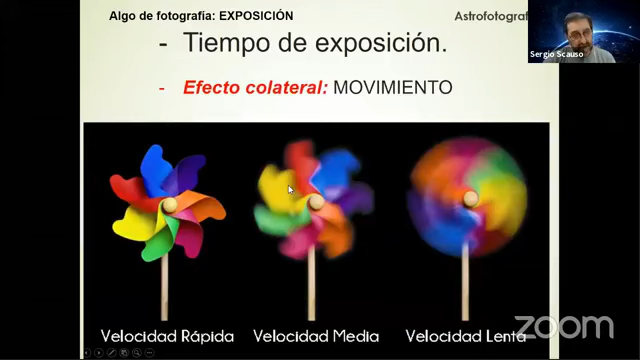 Algo de fotografía: EXPOSICIÓN
Astrofotograf
Sergio Scauso
- Tiempo de exposición.
- Efecto colateral: MOVIMIENTO
Velocidad Rápida
Velocidad Media
Velocidad Lenta
zoom